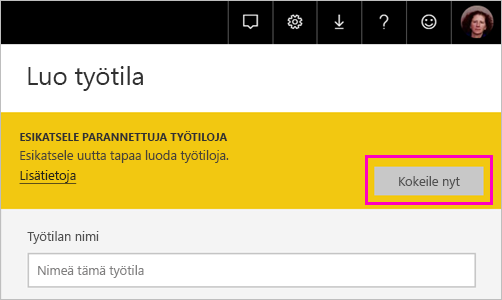 Luo työtila
ESIKATSELE PARANNETTUJA TYÖTILOJA
Esikatsele uutta tapaa luoda työtiloja.
Lisätietoja
Kokeile nyt
Työtilan nimi
Nimeä tämä työtila